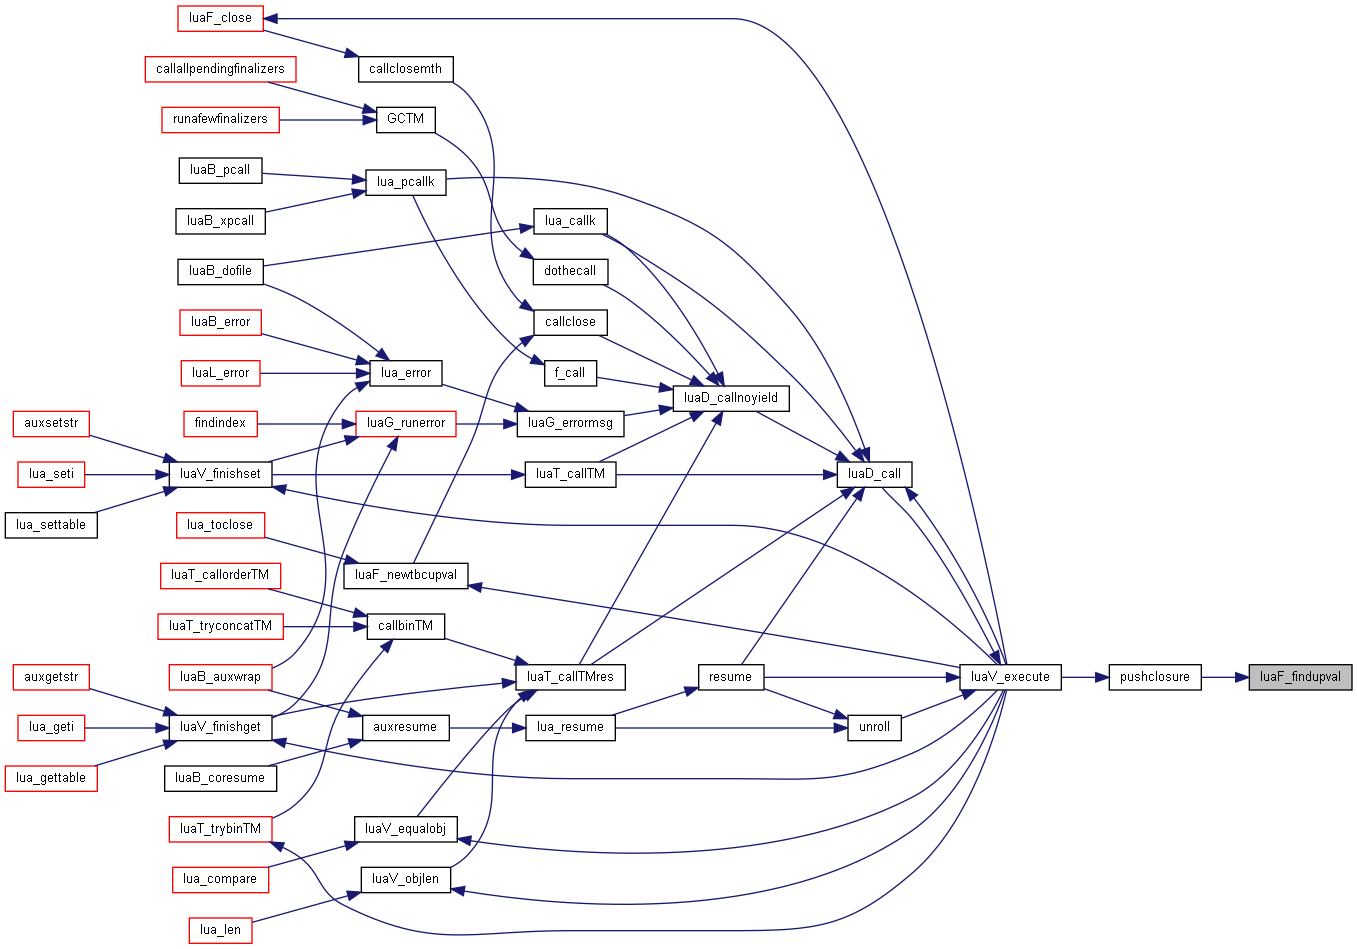 luaF_close
callclosemth
callallpendingfinalizers
GCTM
runafewfinalizers
luaB_pcall
lua_pcallk
luaB_xpcall
lua_callk
luaB_dofile
dothecall
luaB_error
callclose
luaL_error
lua_error
f_call
luaD_callnoyield
auxsetstr
findindex
luaG_runerror
luaG_errormsg
lua_seti
luaV_finishset
luaT_callTM
luaD_call
lua_settable
lua_toclose
luaT_callorderTM
luaF_newtbcupval
luaT_tryconcatTM
callbinTM
auxgetstr
luaB_auxwrap
luaT_callTMres
resume
luaV_execute
pushclosure
luaF_findupval
lua_geti
luaV_finishget
auxresume
lua_resume
unroll
lua_gettable
luaB_coresume
luaT_trybinTM
luaV_equalobj
lua_compare
luaV_objlen
lua_len